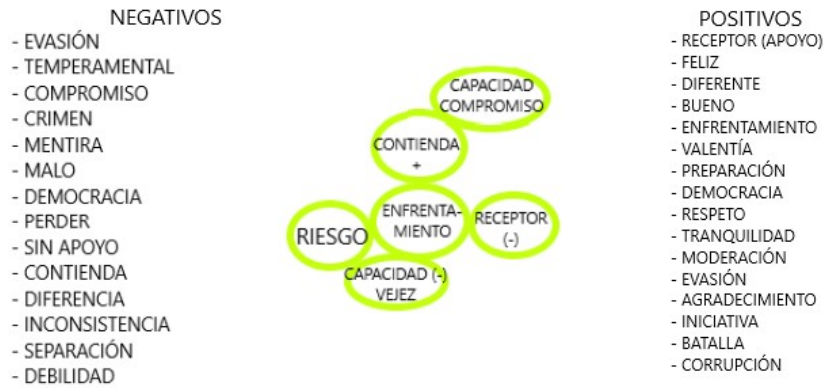 NEGATIVOS
- EVASIÓN
- TEMPERAMENTAL
- COMPROMISO
- CRIMEN
- MENTIRA
- MALO
- DEMOCRACIA
- PERDER
- SIN APOYO
- CONTIENDA
- DIFERENCIA
- INCONSISTENCIA
- SEPARACIÓN
- DEBILIDAD
CAPACIDAD
COMPROMISO
CONTIENDA
+
ENFRENTA-
MIENTO
RECEPTOR
(-)
RIESGO
CAPACIDAD (-)
VEJEZ
POSITIVOS
- RECEPTOR (APOYO)
- FELIZ
- DIFERENTE
- BUENO
- ENFRENTAMIENTO
- VALENTÍA
- PREPARACIÓN
- DEMOCRACIA
- RESPETO
- TRANQUILIDAD
- MODERACIÓN
- EVASIÓN
- AGRADECIMIENTO
- INICIATIVA
- BATALLA
- CORRUPCIÓN